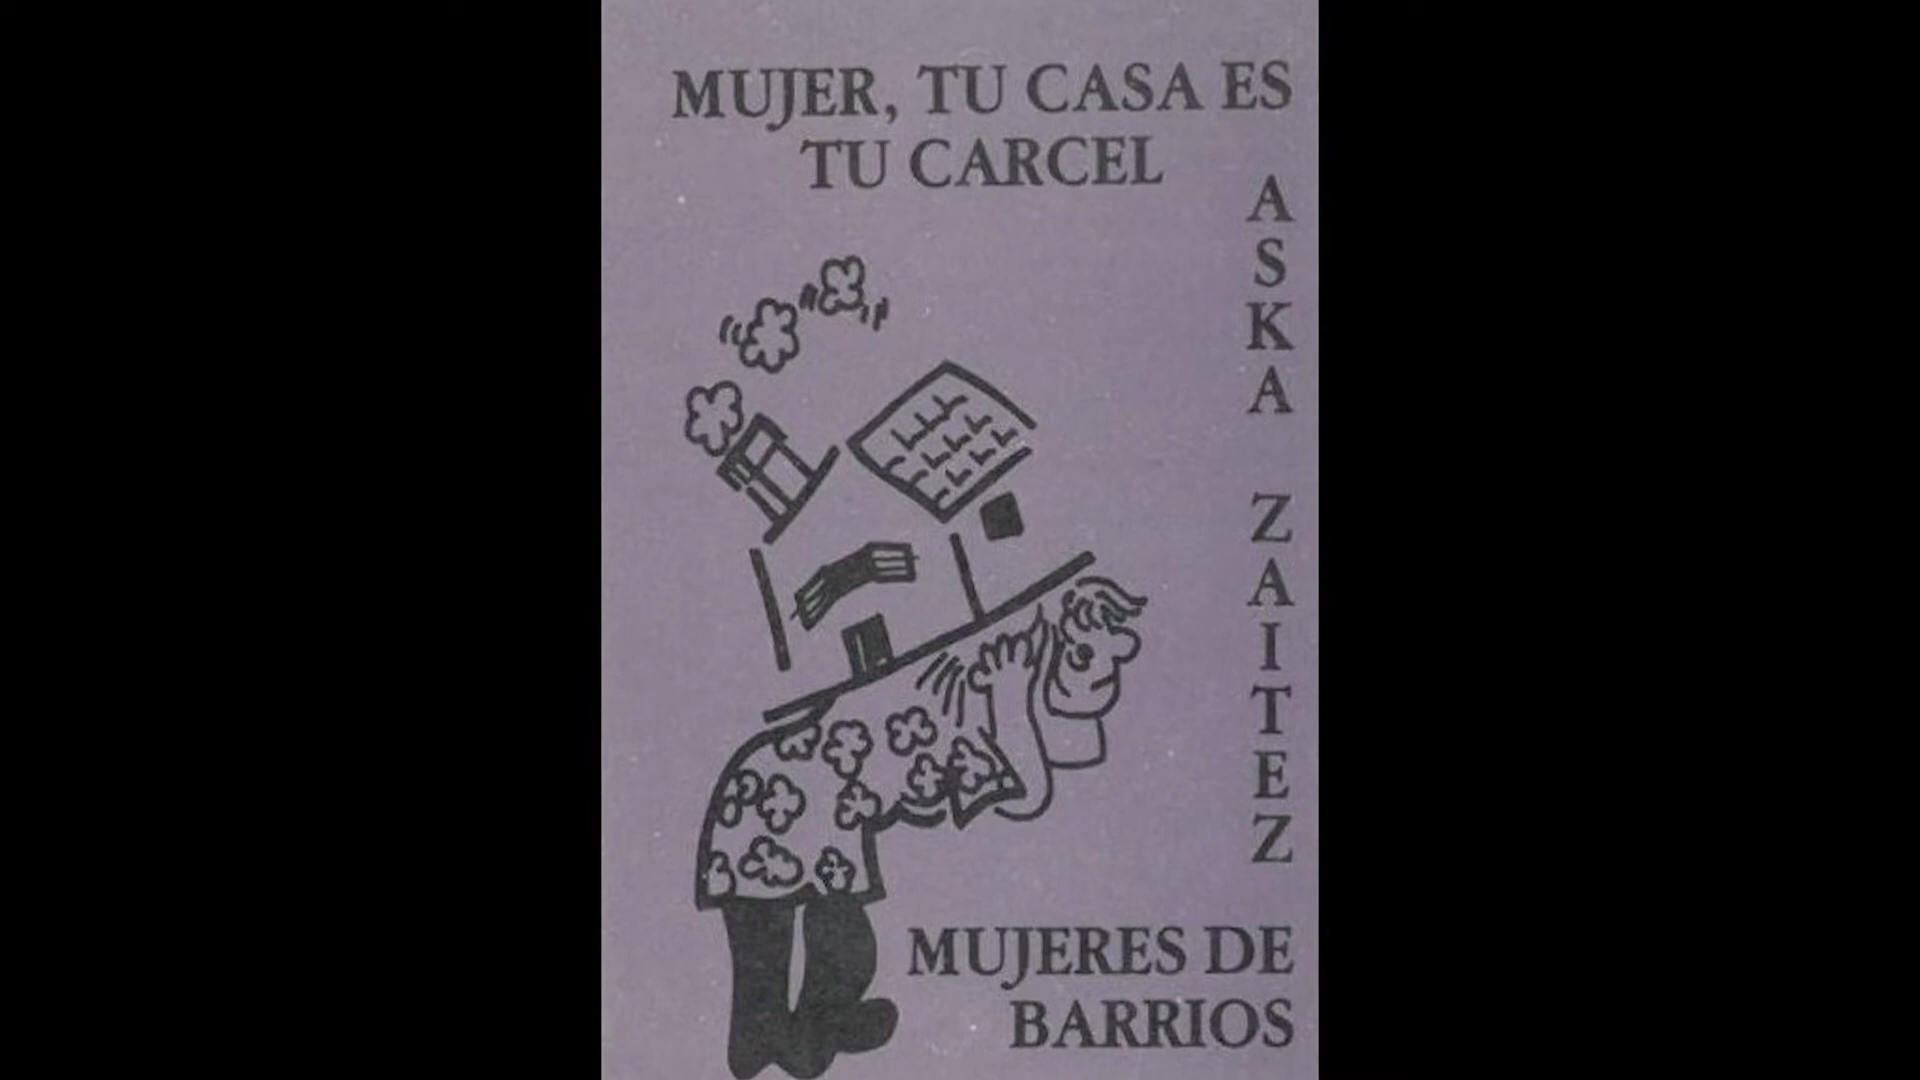 MUJER, TU CASA ES
TU CARCEL
ASKA ZAITEZ
MUJERES DE
BARRIOS